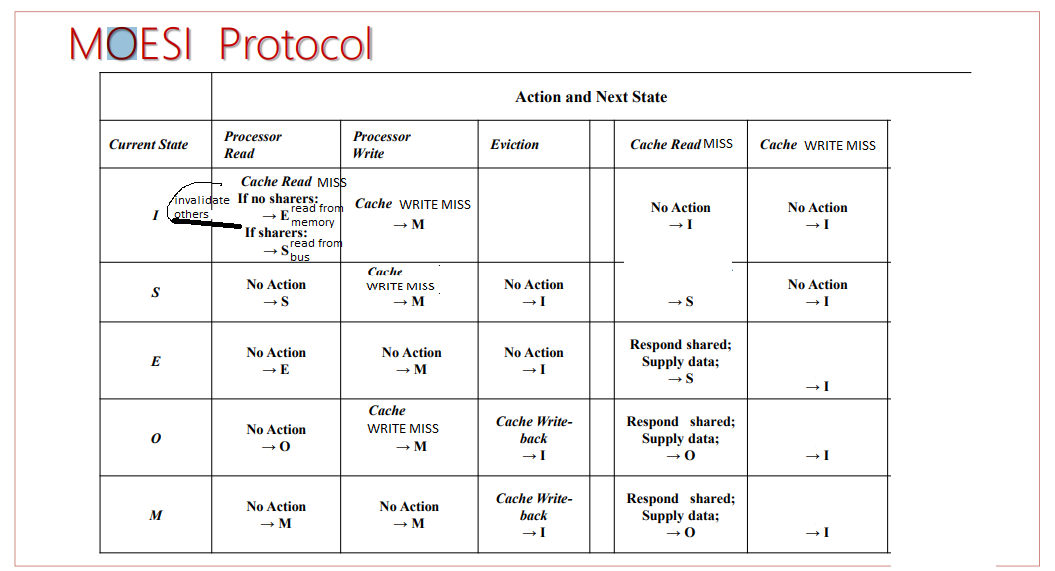 MOESI Protocol
Action and Next State
Current State
Processor
Read
Processor
Write
Eviction
Cache Read MISS
Cache WRITE MISS
I
invalidate
others
Cache Read MISS
If no sharers:
→ E read from
memory
If sharers:
→ S read from
bus
Cache WRITE MISS
→ M
No Action
→ I
No Action
→ I
S
No Action
→ S
Cache
WRITE MISS
→ M
No Action
→ I
→ S
No Action
→ I
E
No Action
→ E
No Action
→ M
No Action
→ I
Respond shared;
Supply data;
→ S
→ I
O
No Action
→ O
Cache
WRITE MISS
→ M
Cache Write-
back
→ I
Respond shared;
Supply data;
→ O
→ I
M
No Action
→ M
No Action
→ M
Cache Write-
back
→ I
Respond shared;
Supply data;
→ O
→ I